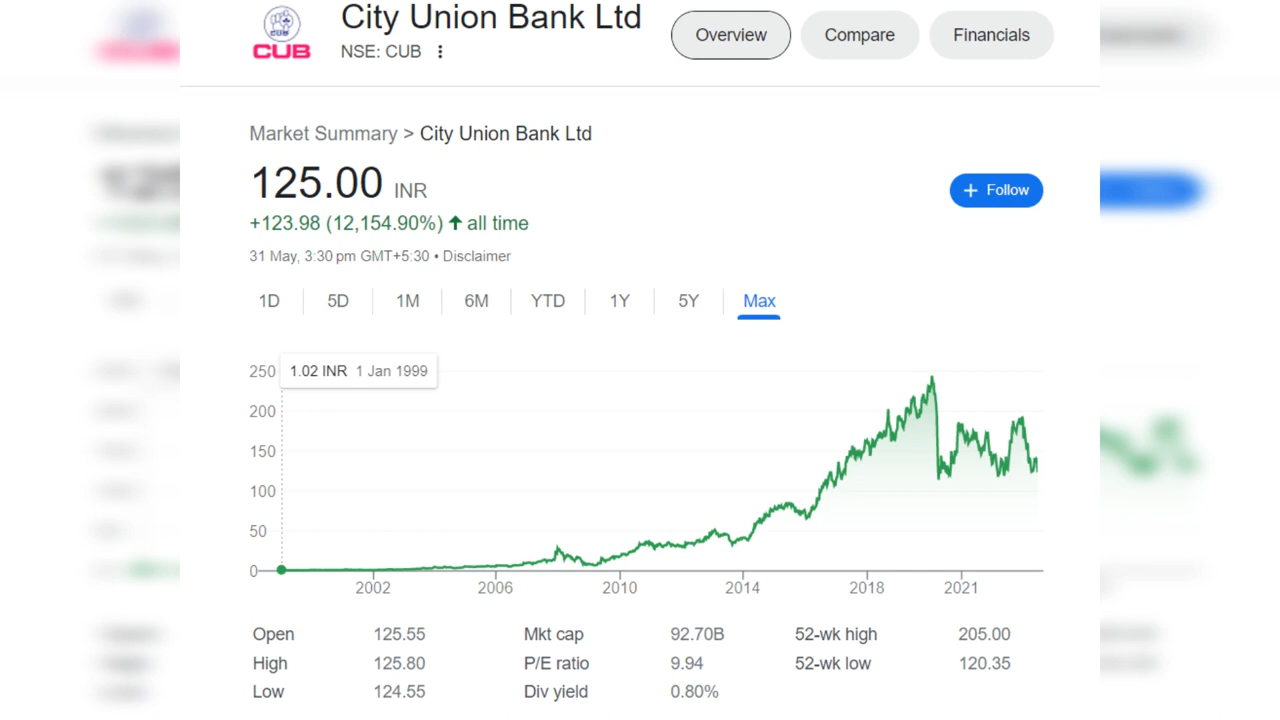 City Union Bank Ltd
CUB
CUB
NSE: CUB
Overview
Compare
Financials
Market Summary > City Union Bank Ltd
125.00 INR
+ Follow
+123.98 (12,154.90%) all time
31 May, 3:30 pm GMT+5:30 • Disclaimer
1D 5D 1M 6M YTD 1Y 5Y Max
1.02 INR 1 Jan 1999
250
200
150
100
50
0
2002 2006 2010 2014 2018 2021
Open 125.55 Mkt cap 92.70B 52-wk high 205.00
High 125.80 P/E ratio 9.94 52-wk low 120.35
Low 124.55 Div yield 0.80%